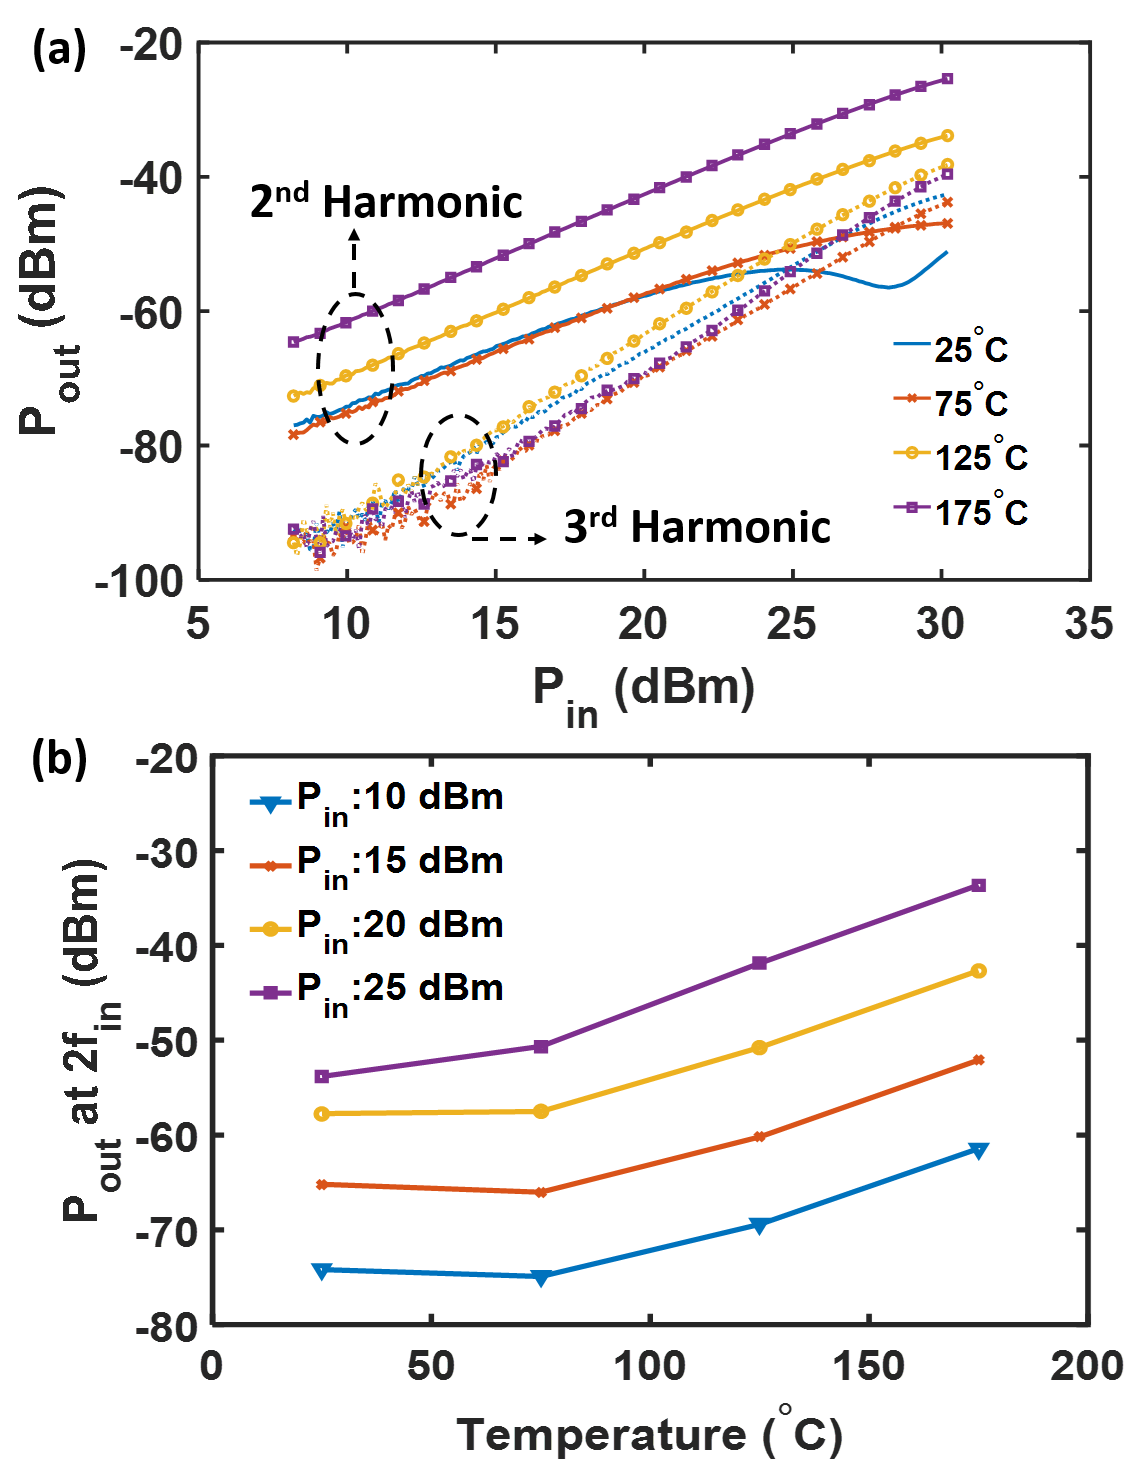 (a)
-20
-40
-60
-80
-100
P_out (dBm)
2nd Harmonic
3rd Harmonic
25°C
75°C
125°C
175°C
5 10 15 20 25 30 35
P_in (dBm)
(b)
-20
-30
-40
-50
-60
-70
-80
P_out at 2f_in (dBm)
P_in:10 dBm
P_in:15 dBm
P_in:20 dBm
P_in:25 dBm
0 50 100 150 200
Temperature (°C)